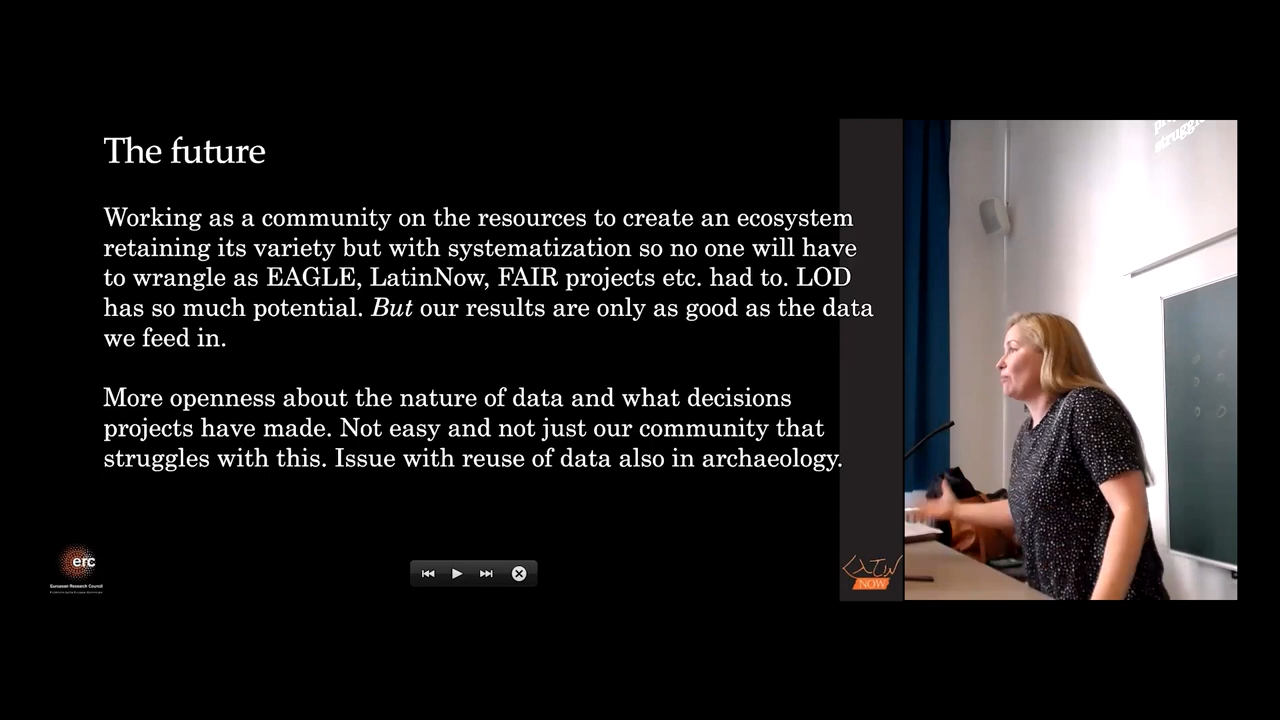 The future
Working as a community on the resources to create an ecosystem
retaining its variety but with systematization so no one will have
to wrangle as EAGLE, LatinNow, FAIR projects etc. had to. LOD
has so much potential. But our results are only as good as the data
we feed in.
More openness about the nature of data and what decisions
projects have made. Not easy and not just our community that
struggles with this. Issue with reuse of data also in archaeology.
erc
European Research Council
NOW
struggle